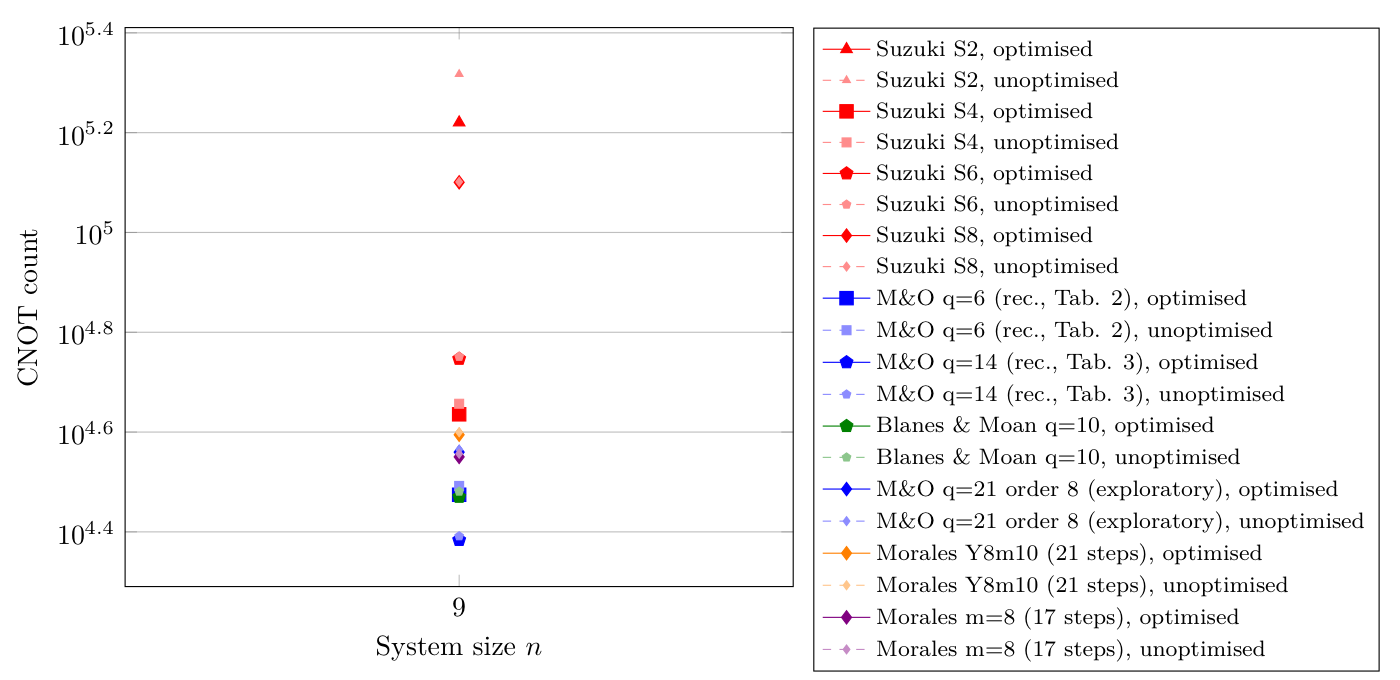 10^5.4
10^5.2
10^5
10^4.8
10^4.6
10^4.4
CNOT count
9
System size n
Suzuki S2, optimised
Suzuki S2, unoptimised
Suzuki S4, optimised
Suzuki S4, unoptimised
Suzuki S6, optimised
Suzuki S6, unoptimised
Suzuki S8, optimised
Suzuki S8, unoptimised
M&O q=6 (rec., Tab. 2), optimised
M&O q=6 (rec., Tab. 2), unoptimised
M&O q=14 (rec., Tab. 3), optimised
M&O q=14 (rec., Tab. 3), unoptimised
Blanes & Moan q=10, optimised
Blanes & Moan q=10, unoptimised
M&O q=21 order 8 (exploratory), optimised
M&O q=21 order 8 (exploratory), unoptimised
Morales Y8m10 (21 steps), optimised
Morales Y8m10 (21 steps), unoptimised
Morales m=8 (17 steps), optimised
Morales m=8 (17 steps), unoptimised